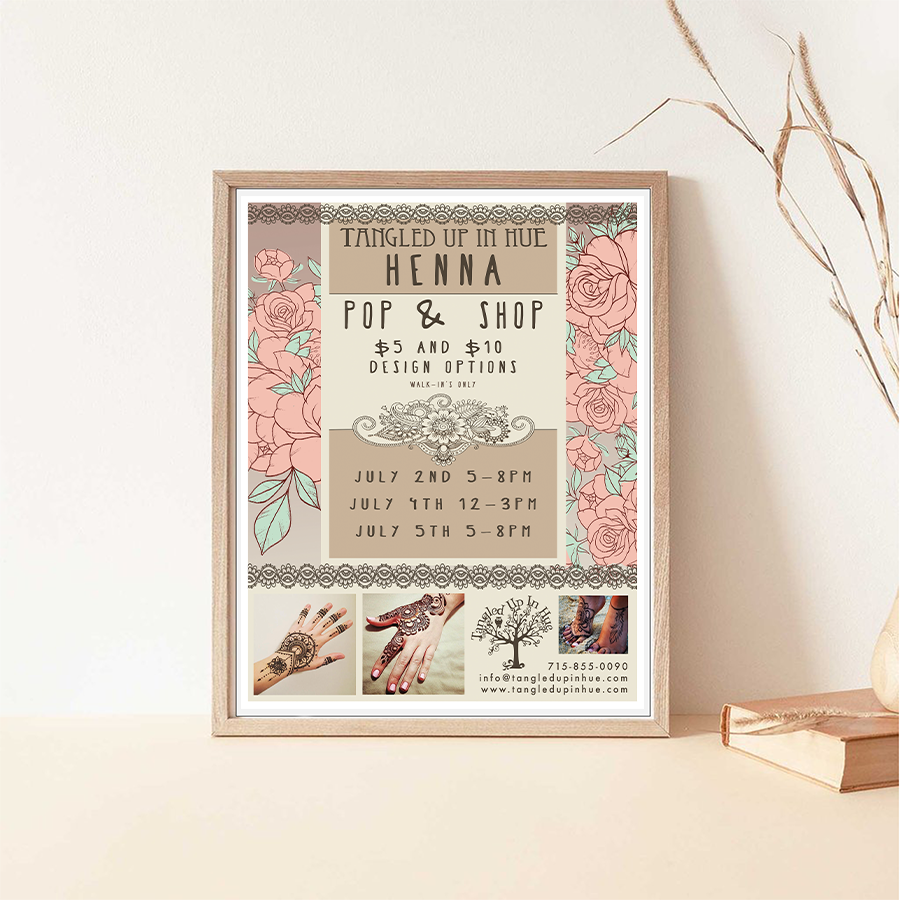 TANGLED UP IN HUE
HENNA
POP & SHOP
$5 AND $10
DESIGN OPTIONS
WALK-IN'S ONLY
JULY 2ND 5-8PM
JULY 4TH 12-3PM
JULY 5TH 5-8PM
Tangled Up In Hue
715-855-0090
info@tangledupinhue.com
www.tangledupinhue.com